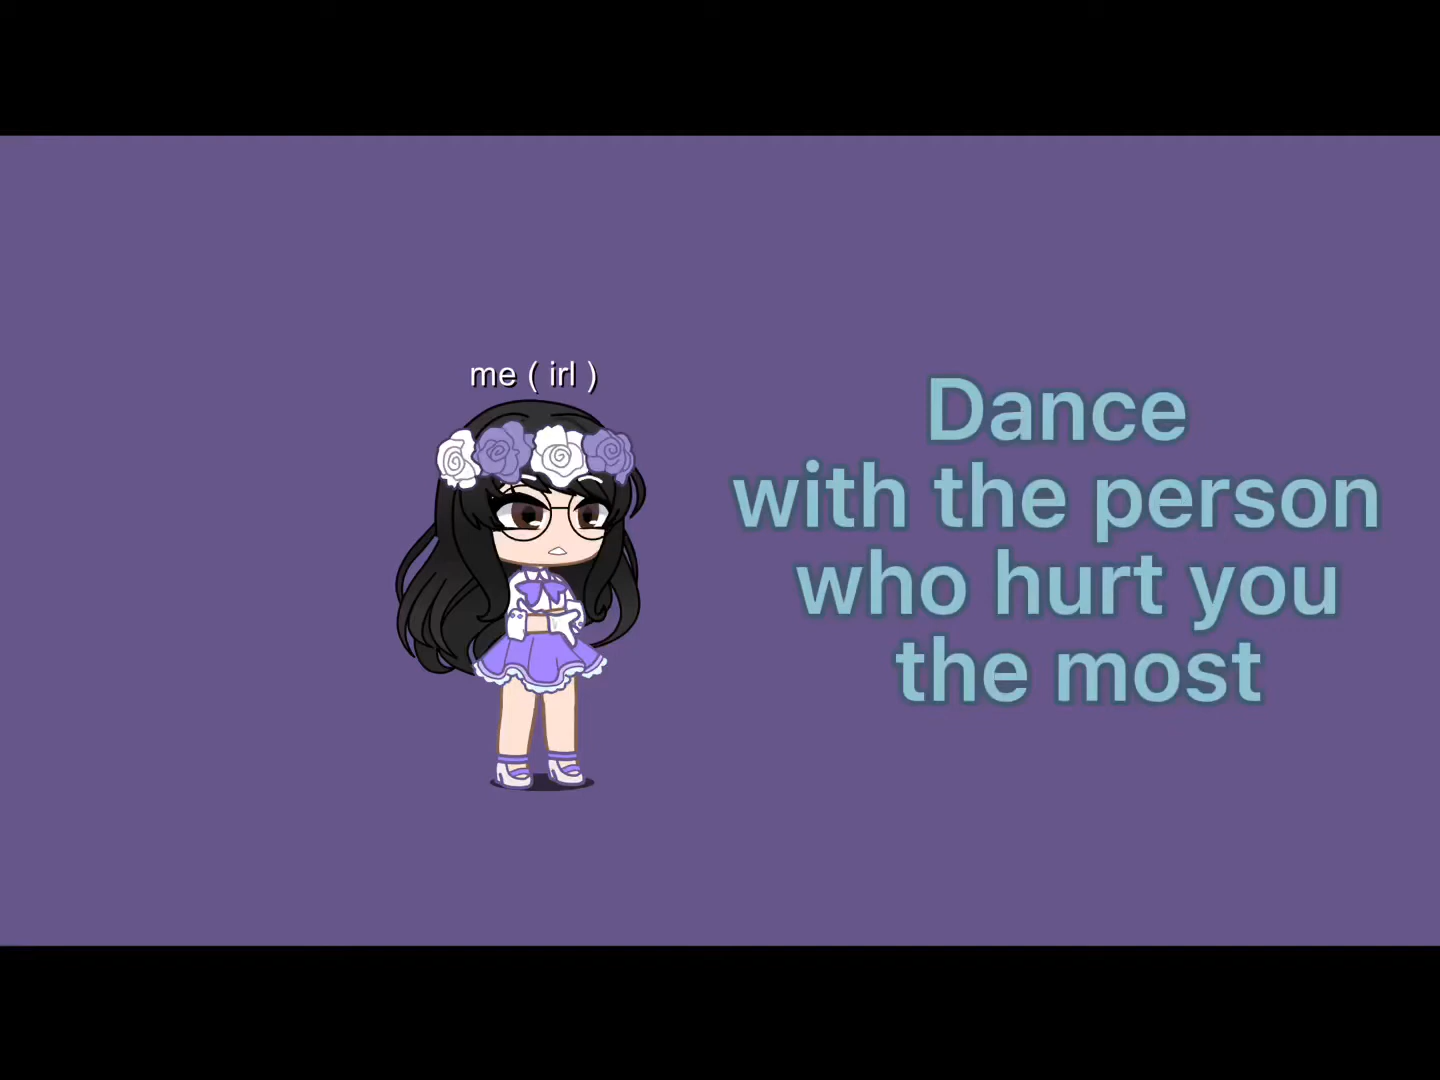 me ( irl )
Dance
with the person
who hurt you
the most